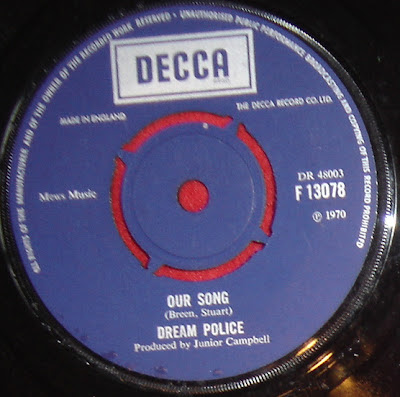 ALL RIGHTS OF THE MANUFACTURER AND OF THE OWNER OF THE RECORDED WORK RESERVED • UNAUTHORISED PUBLIC PERFORMANCE BROADCASTING AND COPYING OF THIS RECORD PROHIBITED
DECCA
MADE IN ENGLAND
THE DECCA RECORD CO. LTD.
DR 48003
Mews Music
F 13078
℗ 1970
OUR SONG
(Breen, Stuart)
DREAM POLICE
Produced by Junior Campbell